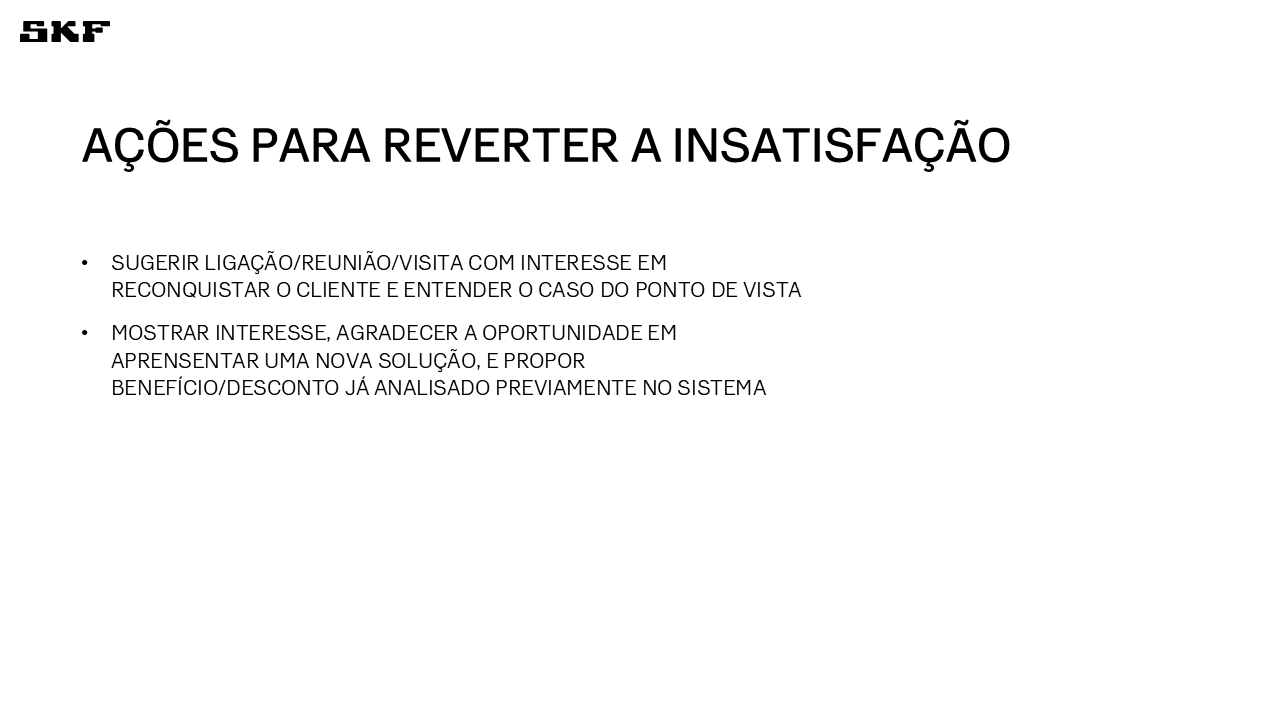 SKF
AÇÕES PARA REVERTER A INSATISFAÇÃO
• SUGERIR LIGAÇÃO/REUNIÃO/VISITA COM INTERESSE EM
RECONQUISTAR O CLIENTE E ENTENDER O CASO DO PONTO DE VISTA
• MOSTRAR INTERESSE, AGRADECER A OPORTUNIDADE EM
APRENSENTAR UMA NOVA SOLUÇÃO, E PROPOR
BENEFÍCIO/DESCONTO JÁ ANALISADO PREVIAMENTE NO SISTEMA